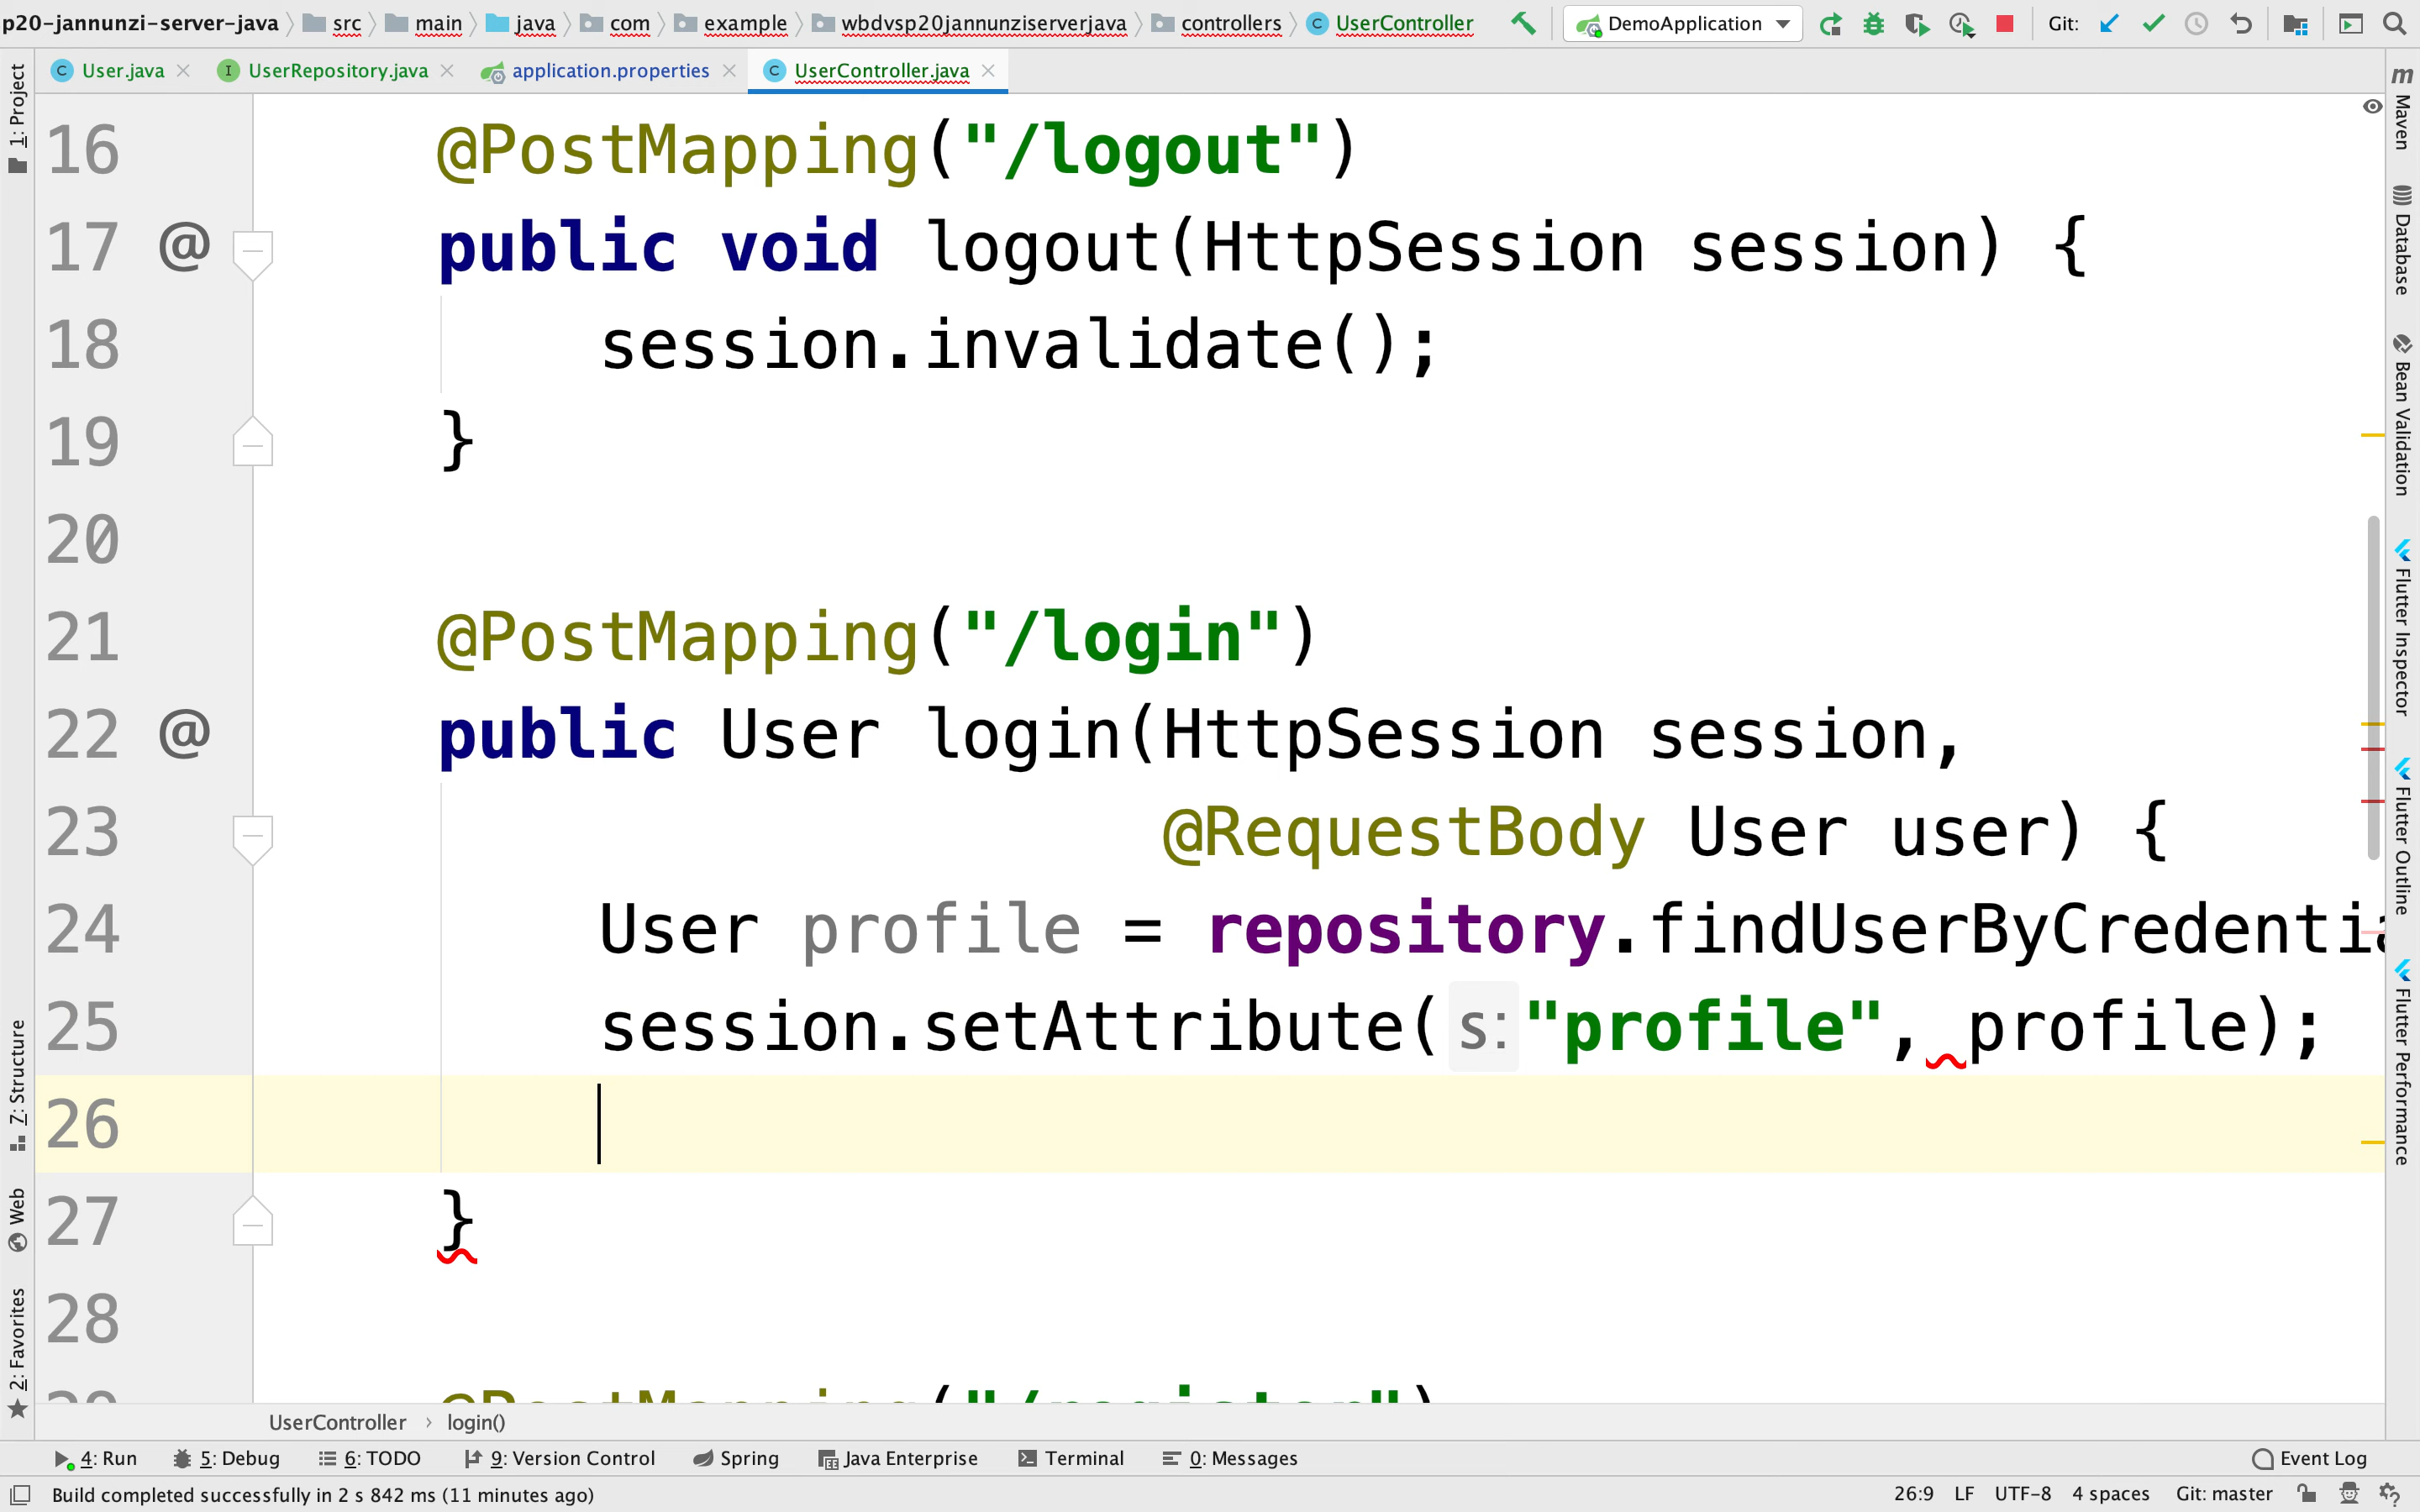 p20-jannunzi-server-java src main java com example wbdvsp20jannunziserverjava controllers UserController DemoApplication Git:
User.java UserRepository.java application.properties UserController.java
16 @PostMapping("/logout")
17 public void logout(HttpSession session) {
18 session.invalidate();
19 }
20
21 @PostMapping("/login")
22 public User login(HttpSession session,
23 @RequestBody User user) {
24 User profile = repository.findUserByCredentia
25 session.setAttribute( s: "profile", profile);
26
27 }
28
29 @PostMapping("/register")
UserController › login()
4: Run 5: Debug 6: TODO 9: Version Control Spring Java Enterprise Terminal 0: Messages Event Log
Build completed successfully in 2 s 842 ms (11 minutes ago) 26:9 LF UTF-8 4 spaces Git: master
1: Project
7: Structure
Web
2: Favorites
Maven
Database
Bean Validation
Flutter Inspector
Flutter Outline
Flutter Performance